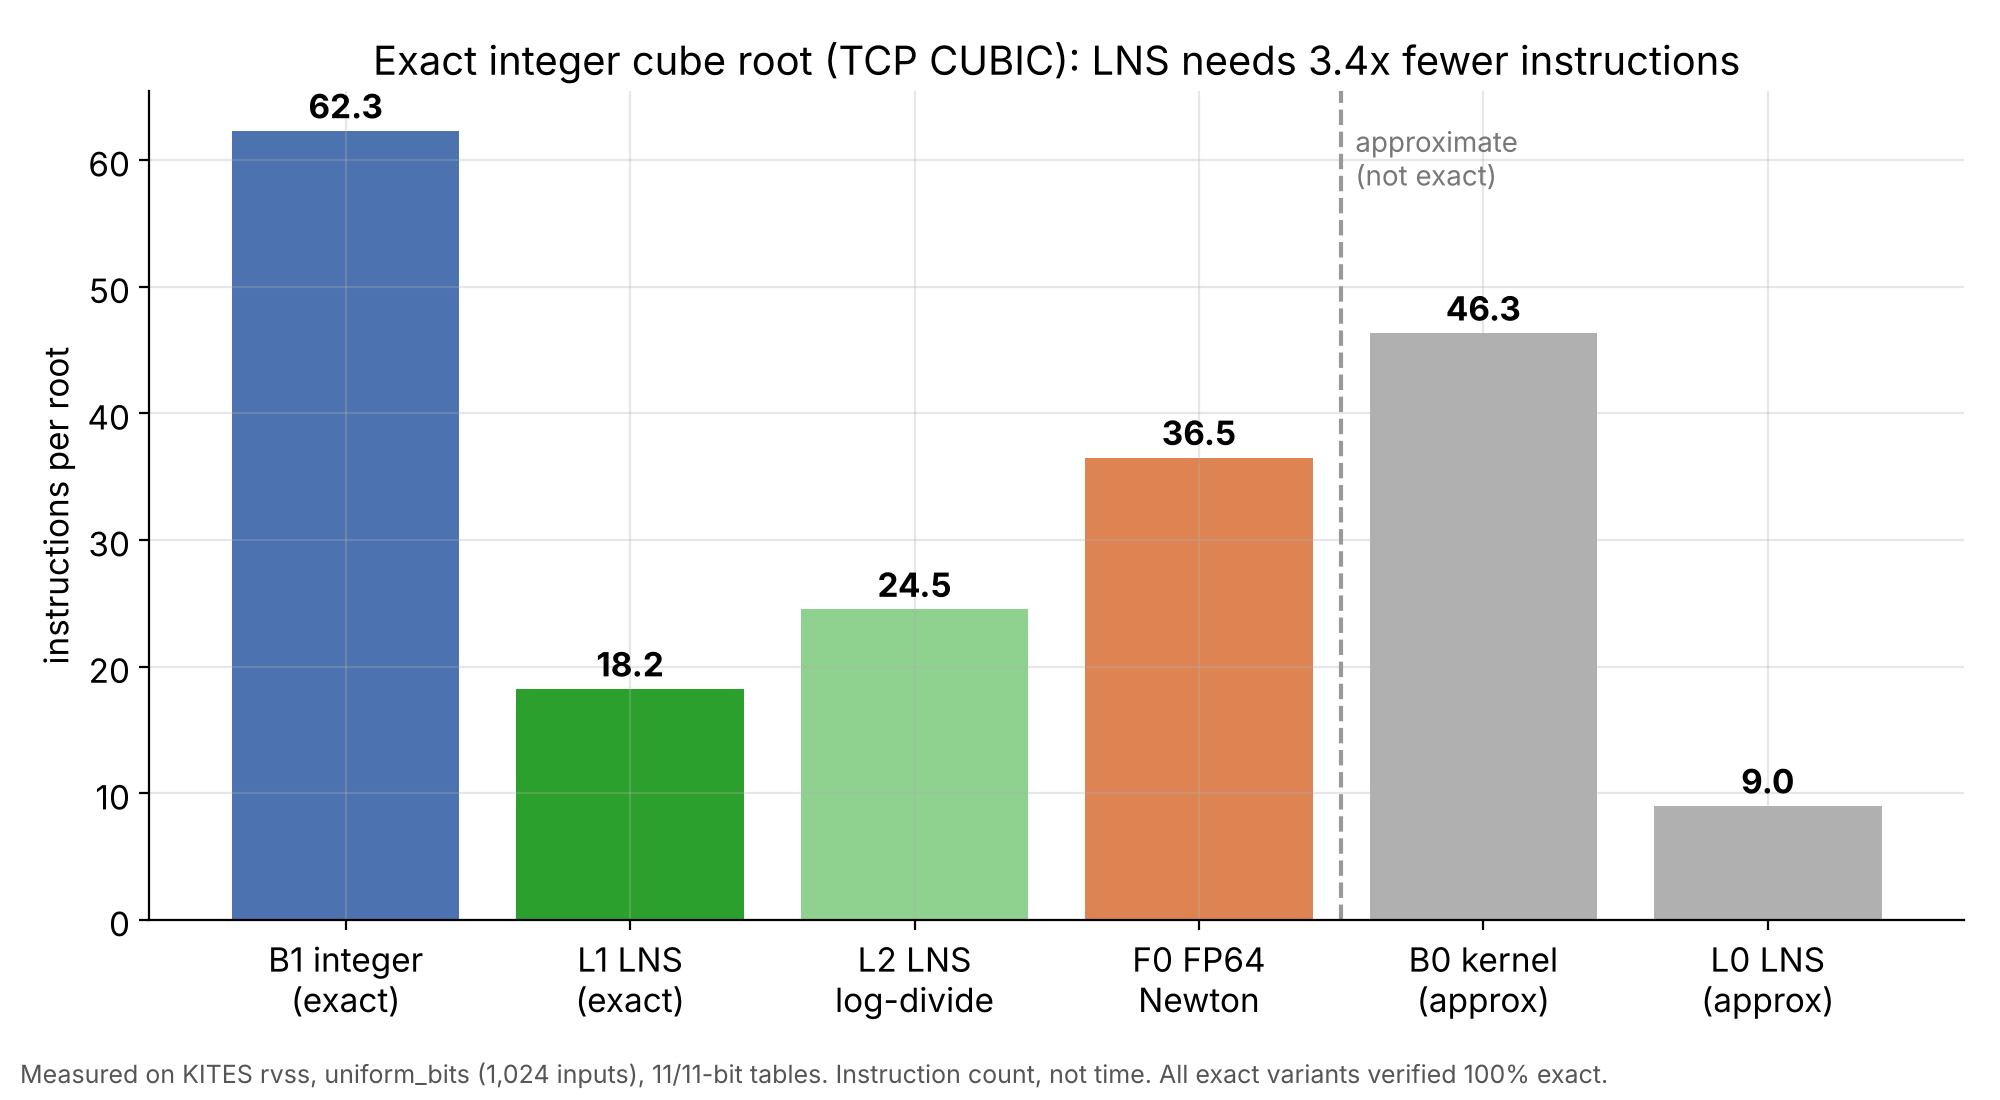 Exact integer cube root (TCP CUBIC): LNS needs 3.4x fewer instructions
62.3
approximate
(not exact)
60
50
46.3
40
36.5
30
24.5
20
18.2
10
9.0
0
instructions per root
B1 integer
(exact)
L1 LNS
(exact)
L2 LNS
log-divide
F0 FP64
Newton
B0 kernel
(approx)
L0 LNS
(approx)
Measured on KITES rvss, uniform_bits (1,024 inputs), 11/11-bit tables. Instruction count, not time. All exact variants verified 100% exact.